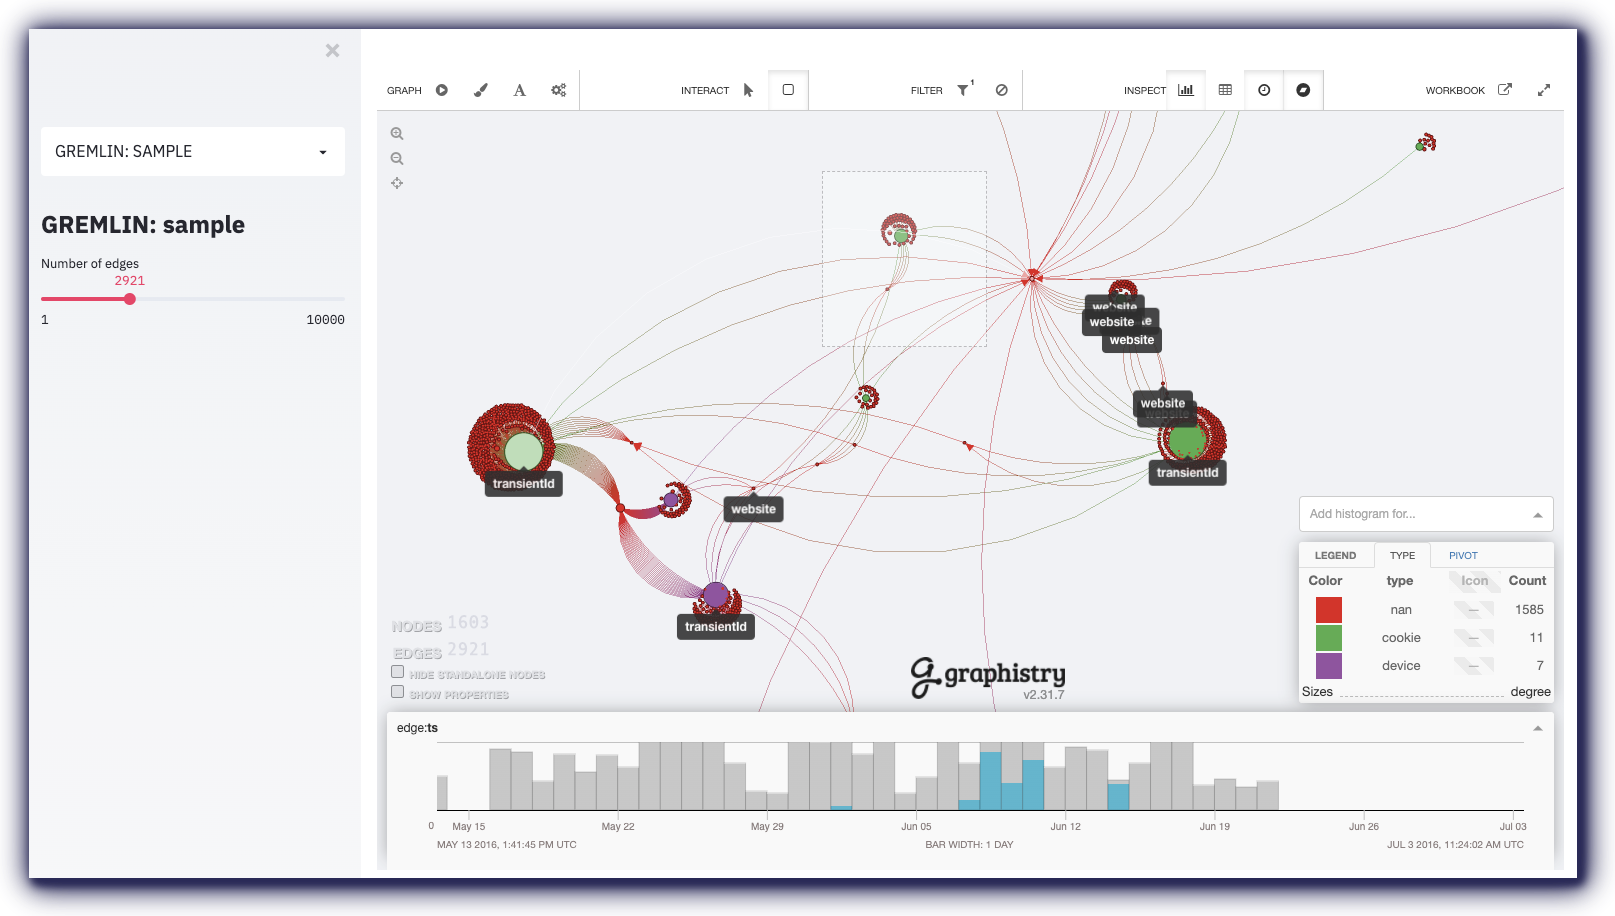 GREMLIN: SAMPLE
GREMLIN: sample
Number of edges
2921
1 10000
GRAPH
INTERACT
FILTER 1
INSPECT
WORKBOOK
website
website
website
website
transientId
transientId
website
transientId
NODES 1603
EDGES 2921
HIDE STANDALONE NODES
SHOW PROPERTIES
graphistry
v2.31.7
Add histogram for...
LEGEND TYPE PIVOT
Color type Icon Count
nan 1585
cookie 11
device 7
Sizes degree
edge:ts
0 May 15 May 22 May 29 Jun 05 Jun 12 Jun 19 Jun 26 Jul 03
MAY 13 2016, 1:41:45 PM UTC BAR WIDTH: 1 DAY JUL 3 2016, 11:24:02 AM UTC